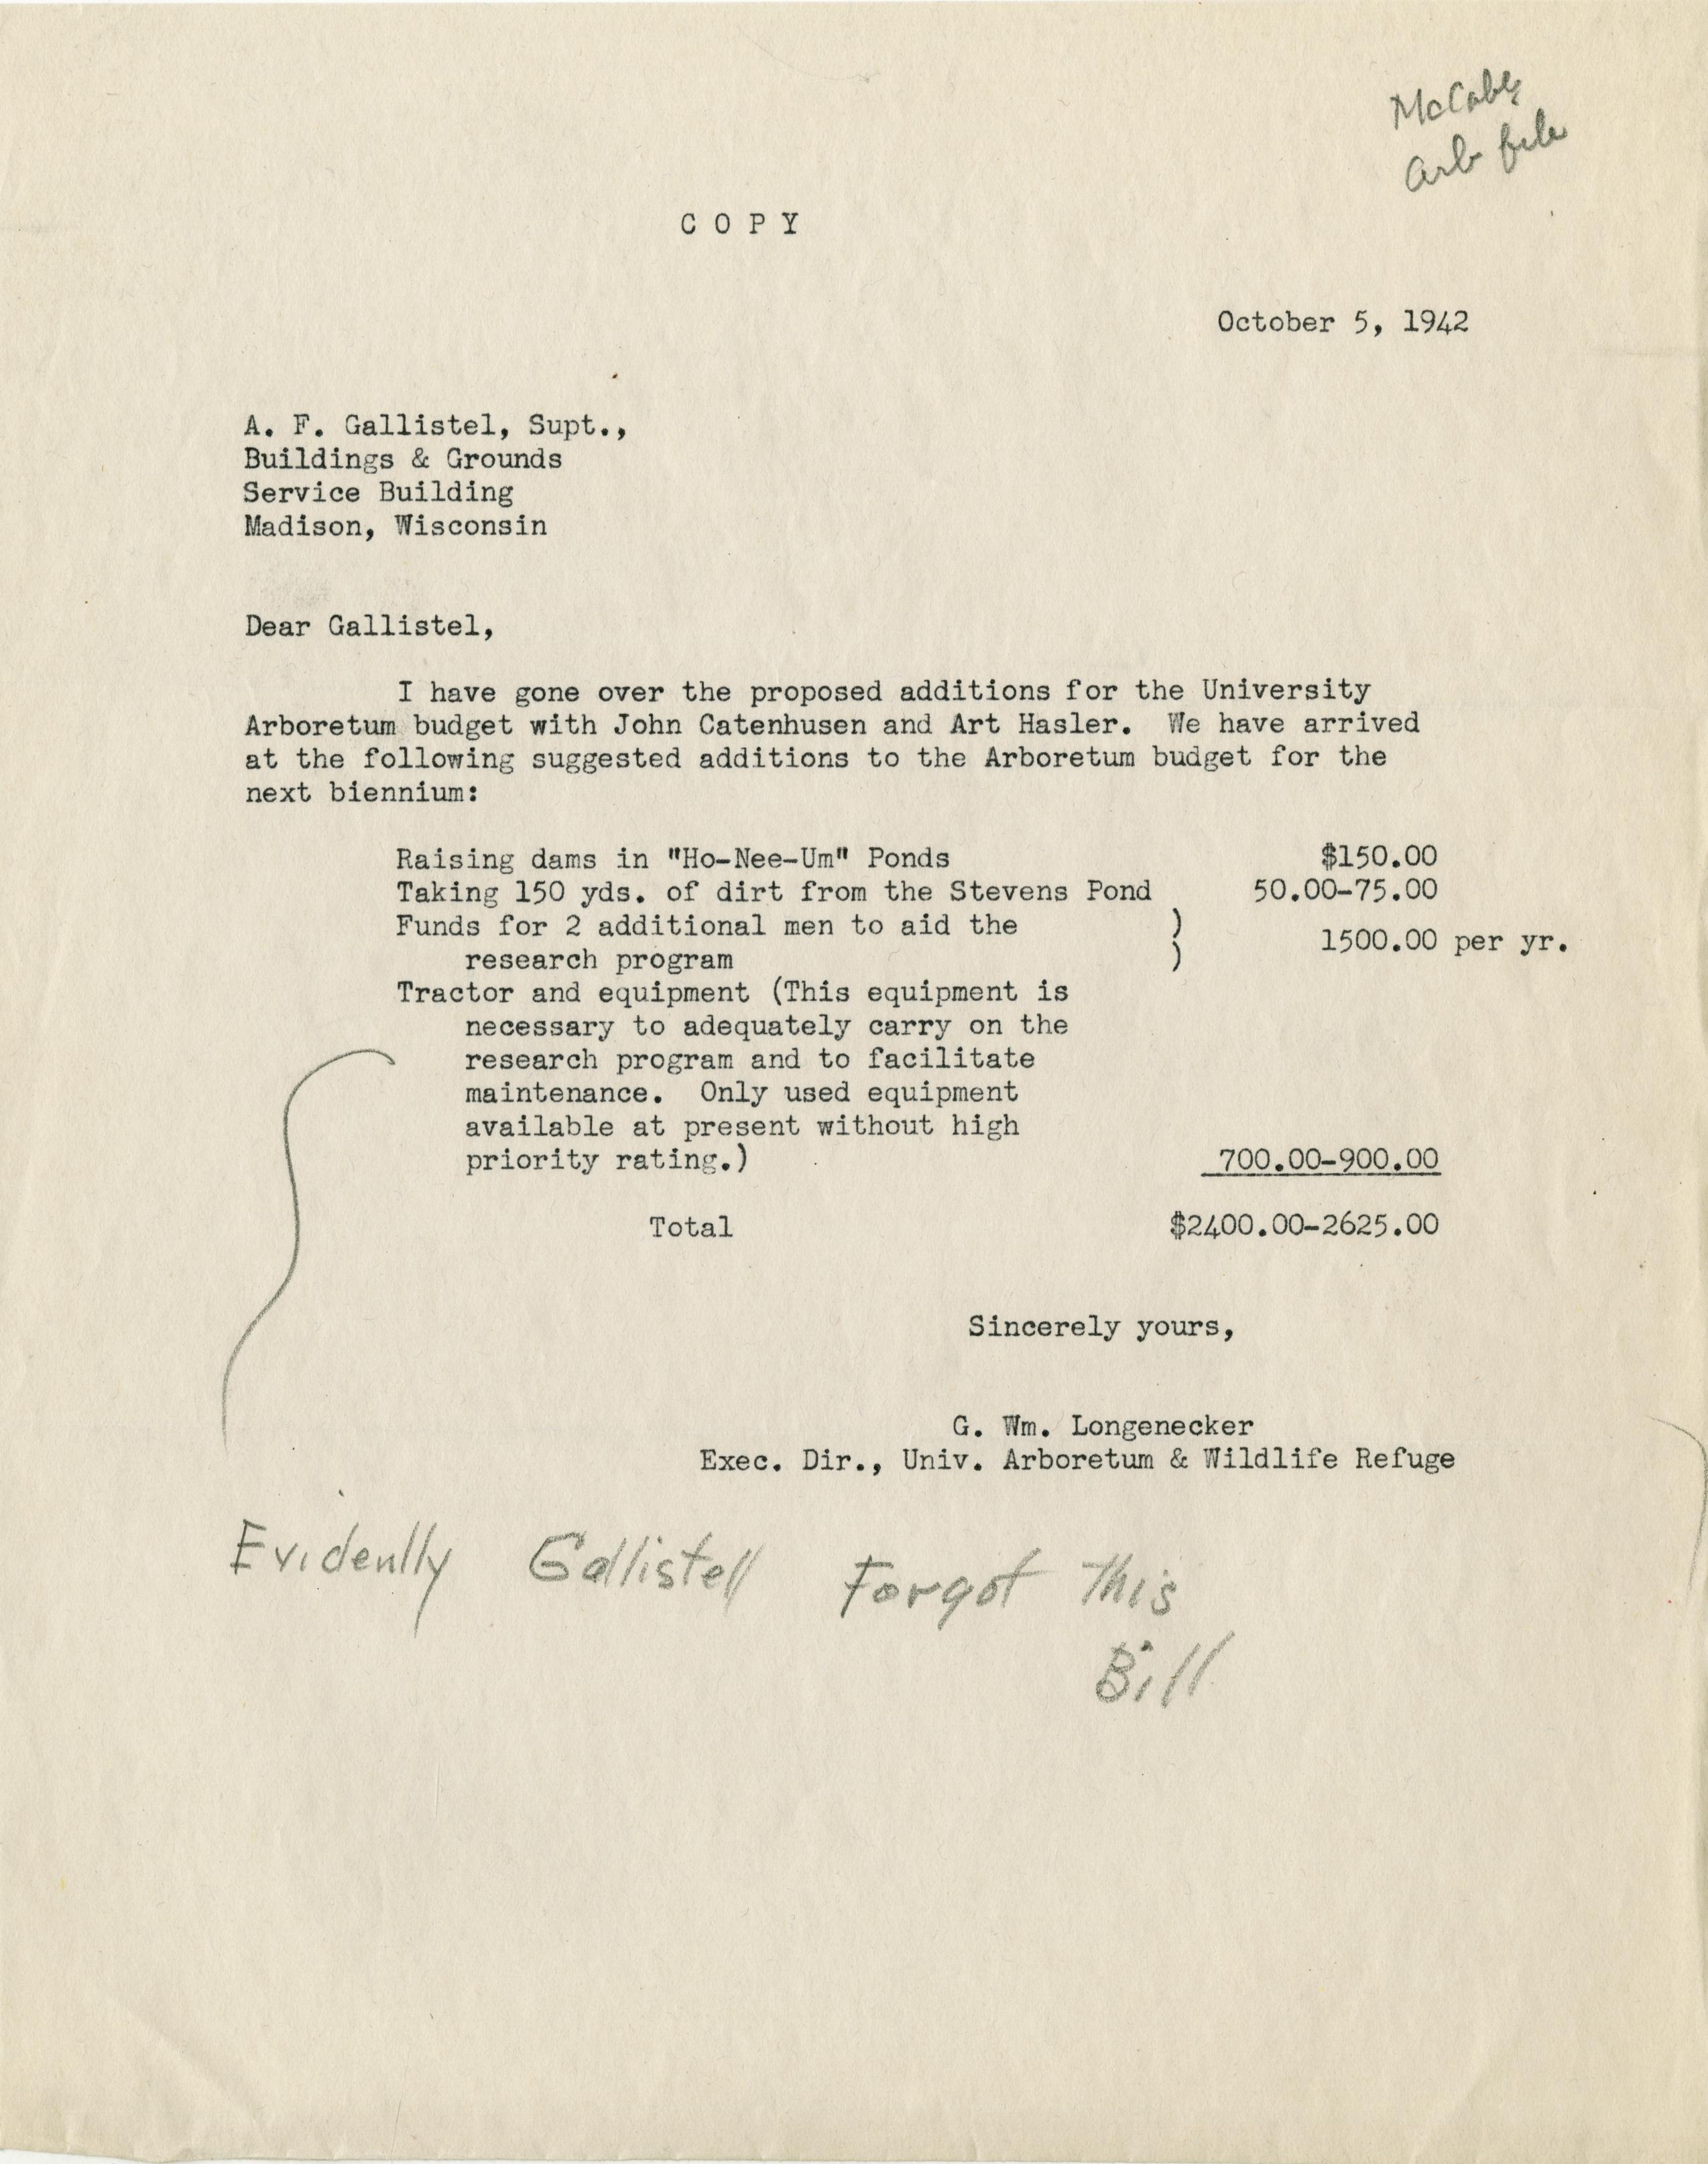 McCabe
Arb file
C O P Y
October 5, 1942
A. F. Gallistel, Supt.,
Buildings & Grounds
Service Building
Madison, Wisconsin
Dear Gallistel,
I have gone over the proposed additions for the University
Arboretum budget with John Catenhusen and Art Hasler. We have arrived
at the following suggested additions to the Arboretum budget for the
next biennium:
Raising dams in "Ho-Nee-Um" Ponds $150.00
Taking 150 yds. of dirt from the Stevens Pond 50.00-75.00
Funds for 2 additional men to aid the )
research program ) 1500.00 per yr.
Tractor and equipment (This equipment is
necessary to adequately carry on the
research program and to facilitate
maintenance. Only used equipment
available at present without high
priority rating.) 700.00-900.00
Total $2400.00-2625.00
Sincerely yours,
G. Wm. Longenecker
Exec. Dir., Univ. Arboretum & Wildlife Refuge
Evidently Gallistell Forgot This
Bill